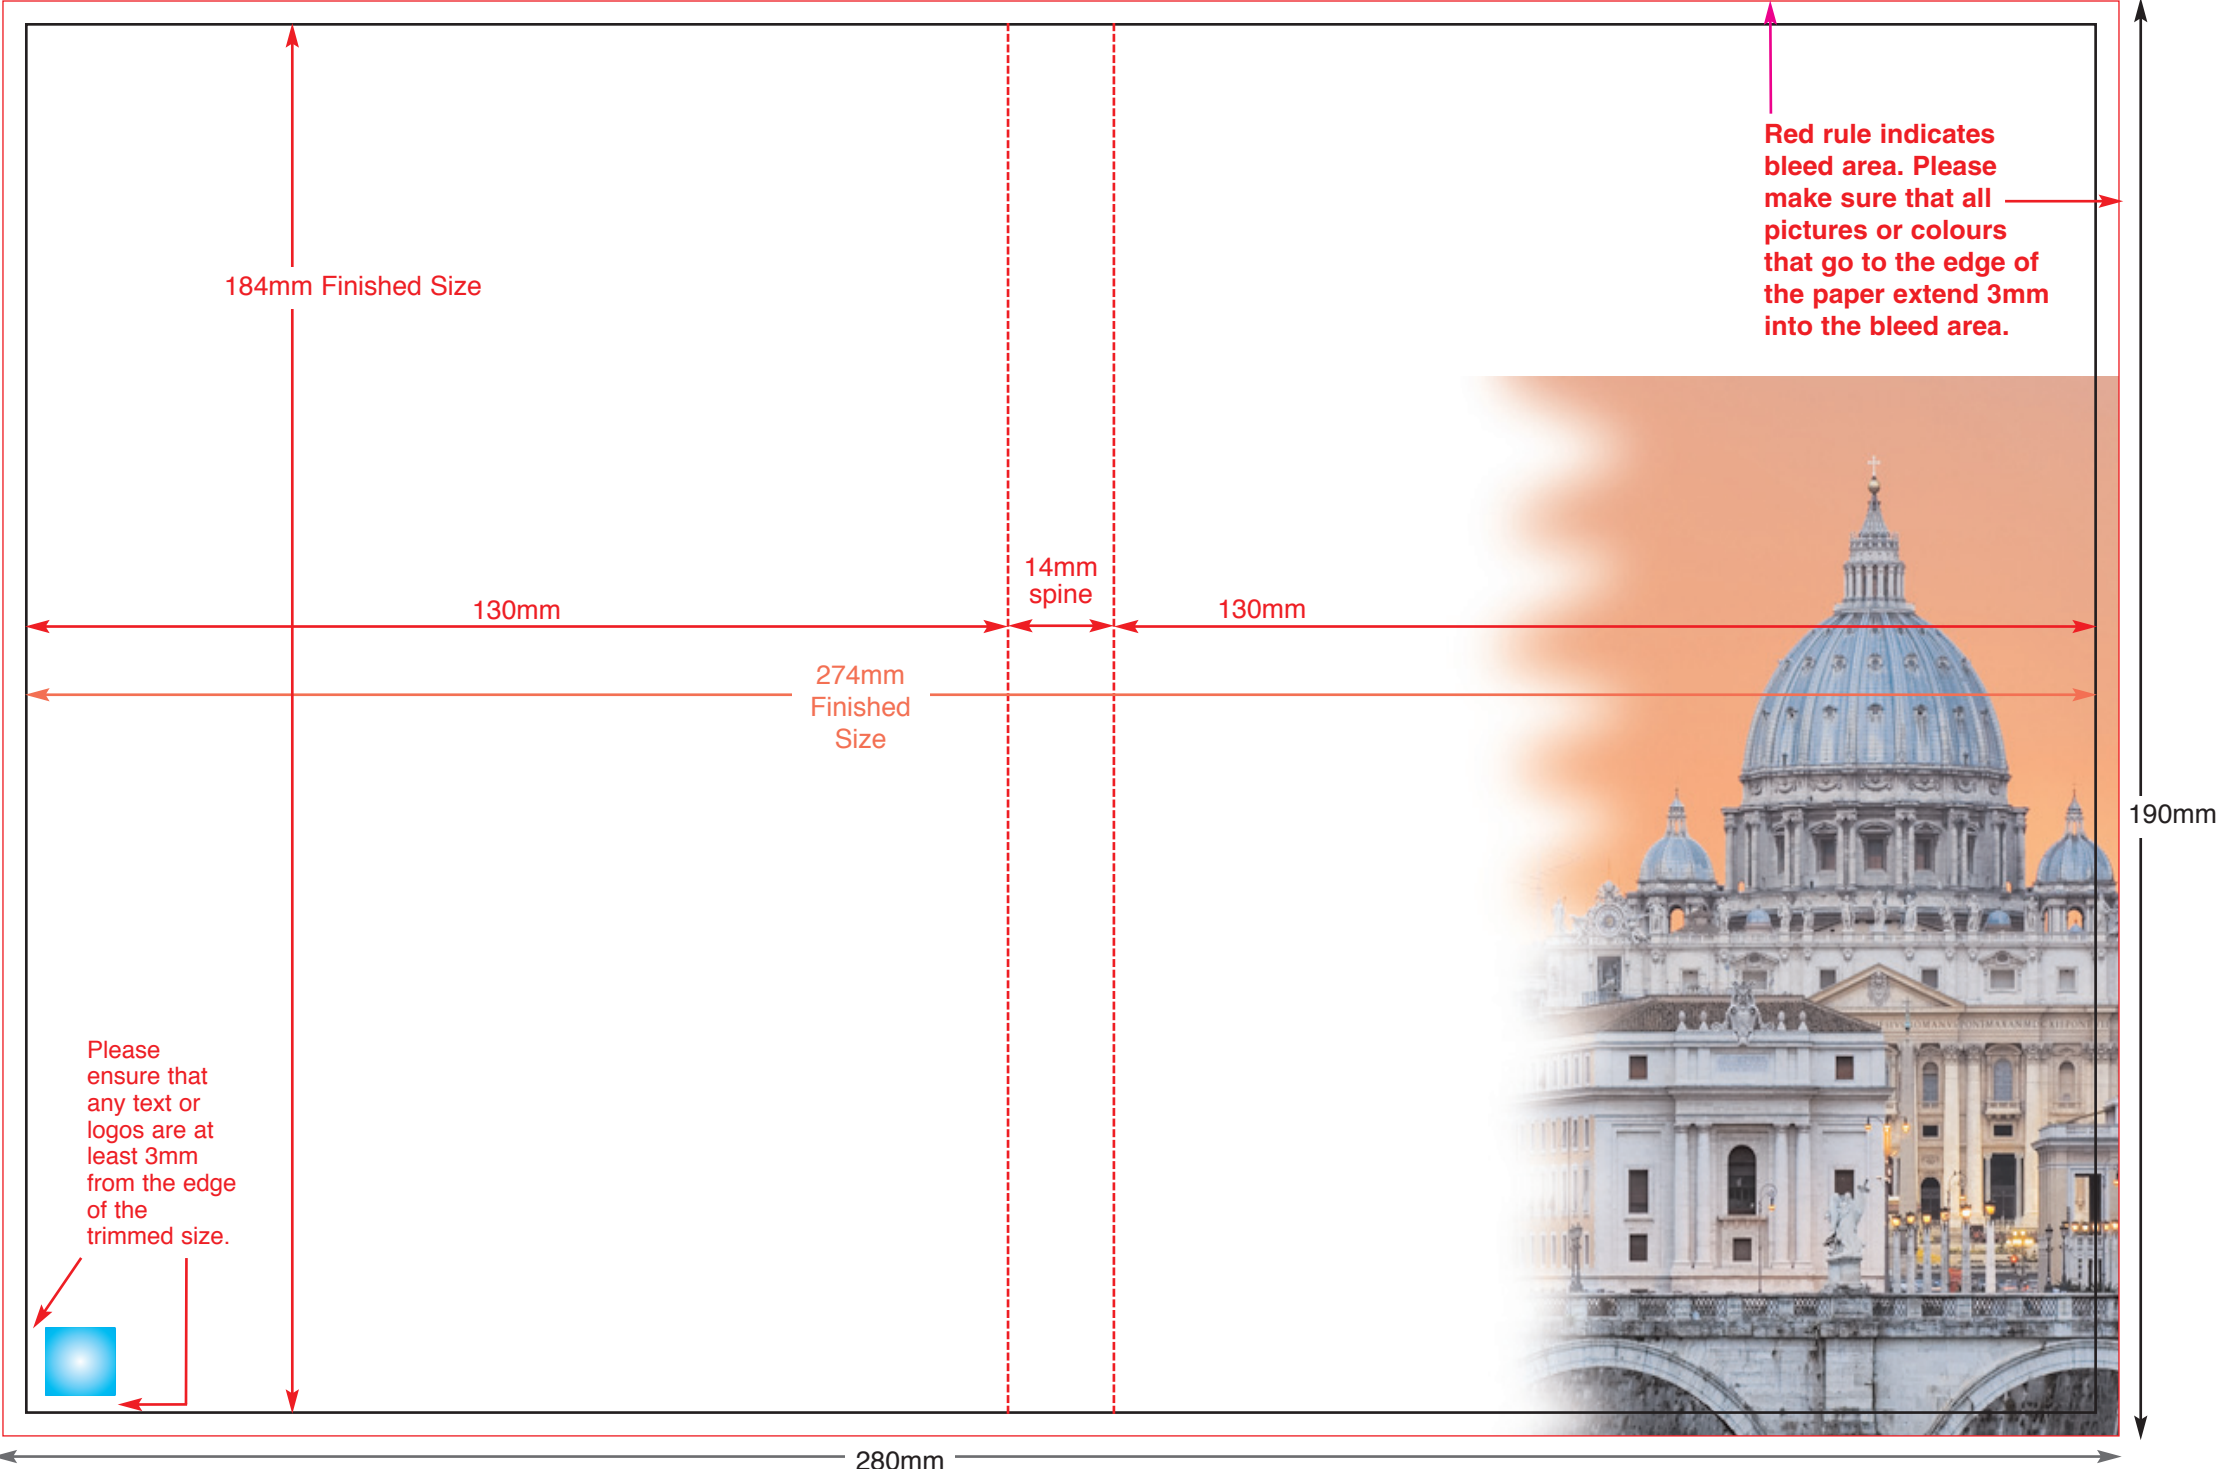 Red rule indicates
bleed area. Please
make sure that all
pictures or colours
that go to the edge of
the paper extend 3mm
into the bleed area.
184mm Finished Size
14mm
spine
130mm
130mm
274mm
Finished
Size
190mm
Please
ensure that
any text or
logos are at
least 3mm
from the edge
of the
trimmed size.
280mm